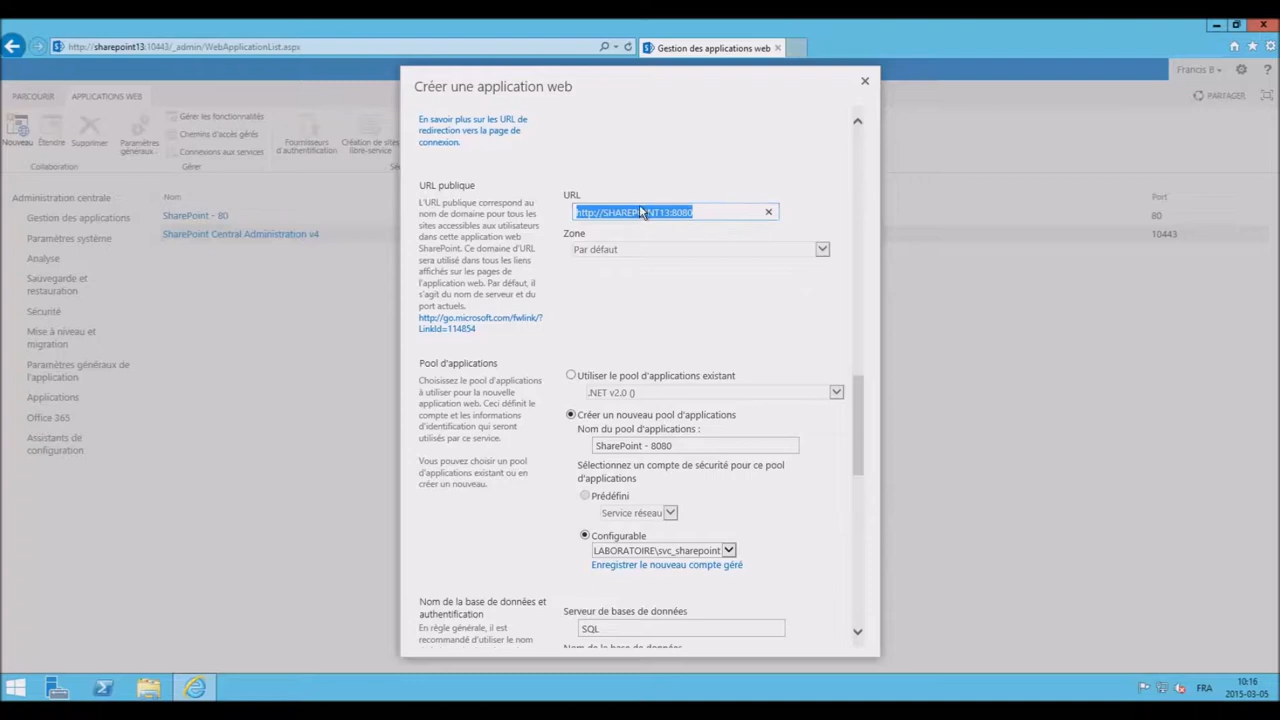 http://sharepoint13:10443/_admin/WebApplicationList.aspx
Gestion des applications web
Francis B
PARCOURIR
APPLICATIONS WEB
PARTAGER
Nouveau
Étendre
Supprimer
Paramètres généraux
Gérer les fonctionnalités
Chemins d'accès gérés
Connexions aux services
Fournisseurs d'authentification
Création de sites libre-service
Collaboration
Gérer
Administration centrale
Gestion des applications
Paramètres système
Analyse
Sauvegarde et
restauration
Sécurité
Mise à niveau et
migration
Paramètres généraux de
l'application
Applications
Office 365
Assistants de
configuration
Nom
SharePoint - 80
SharePoint Central Administration v4
Port
80
10443
Créer une application web
En savoir plus sur les URL de
redirection vers la page de
connexion.
URL publique
L'URL publique correspond au
nom de domaine pour tous les
sites accessibles aux utilisateurs
dans cette application web
SharePoint. Ce domaine d'URL
sera utilisé dans tous les liens
affichés sur les pages de
l'application web. Par défaut, il
s'agit du nom de serveur et du
port actuels.
http://go.microsoft.com/fwlink/?
LinkId=114854
URL
http://SHAREPOINT13:8080
Zone
Par défaut
Pool d'applications
Choisissez le pool d'applications
à utiliser pour la nouvelle
application web. Ceci définit le
compte et les informations
d'identification qui seront
utilisés par ce service.
Vous pouvez choisir un pool
d'applications existant ou en
créer un nouveau.
Utiliser le pool d'applications existant
.NET v2.0 ()
Créer un nouveau pool d'applications
Nom du pool d'applications :
SharePoint - 8080
Sélectionnez un compte de sécurité pour ce pool
d'applications
Prédéfini
Service réseau
Configurable
LABORATOIRE\svc_sharepoint
Enregistrer le nouveau compte géré
Nom de la base de données et
authentification
En règle générale, il est
recommandé d'utiliser le nom
Serveur de bases de données
SQL
Nom de la base de données
FRA
10:16
2015-03-05